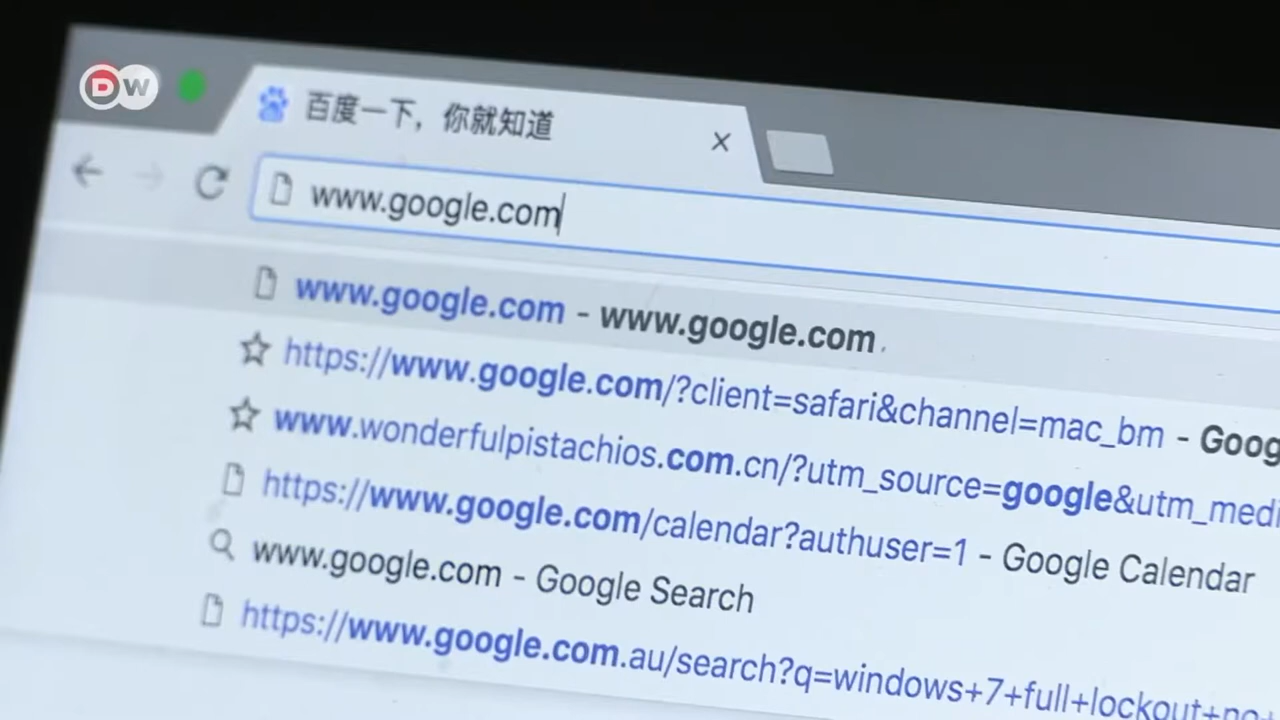 DW
百度一下，你就知道
www.google.com
www.google.com - www.google.com
https://www.google.com/?client=safari&channel=mac_bm - Goog
www.wonderfulpistachios.com.cn/?utm_source=google&utm_medi
https://www.google.com/calendar?authuser=1 - Google Calendar
www.google.com - Google Search
https://www.google.com.au/search?q=windows+7+full+lockout+no+